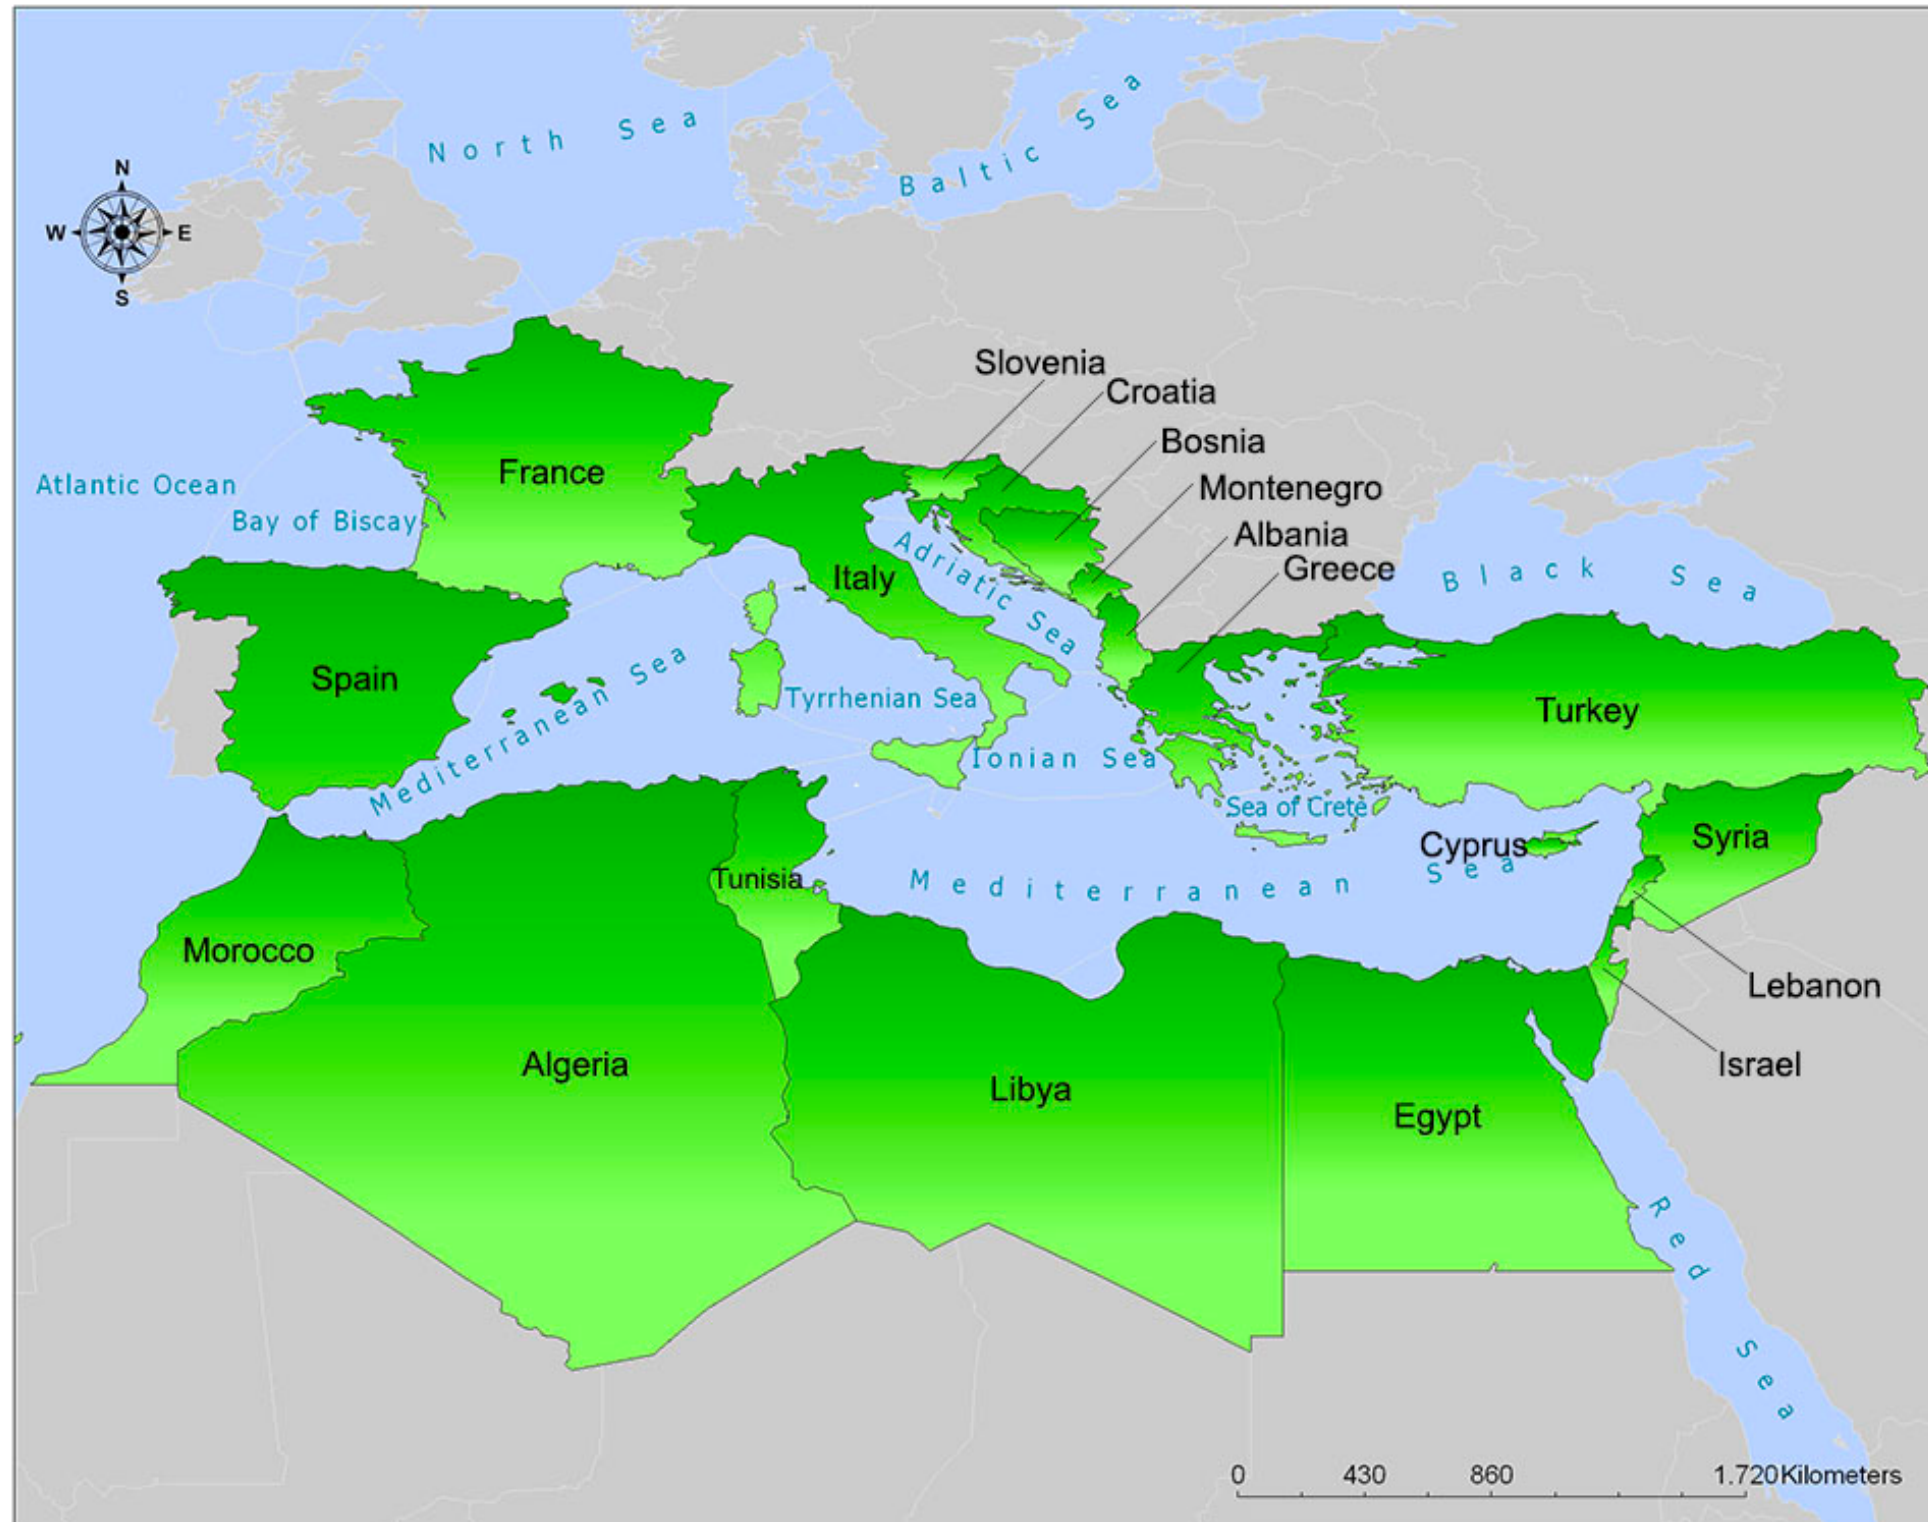 North Sea
Baltic Sea
N
W
E
S
Slovenia
Croatia
Bosnia
Montenegro
Albania
Greece
France
Atlantic Ocean
Bay of Biscay
Italy
Adriatic Sea
Black Sea
Spain
Mediterranean Sea
Tyrrhenian Sea
Turkey
Ionian Sea
Sea of Crete
Cyprus
Syria
Tunisia
Mediterranean Sea
Morocco
Lebanon
Algeria
Israel
Libya
Egypt
Red Sea
0 430 860 1.720 Kilometers